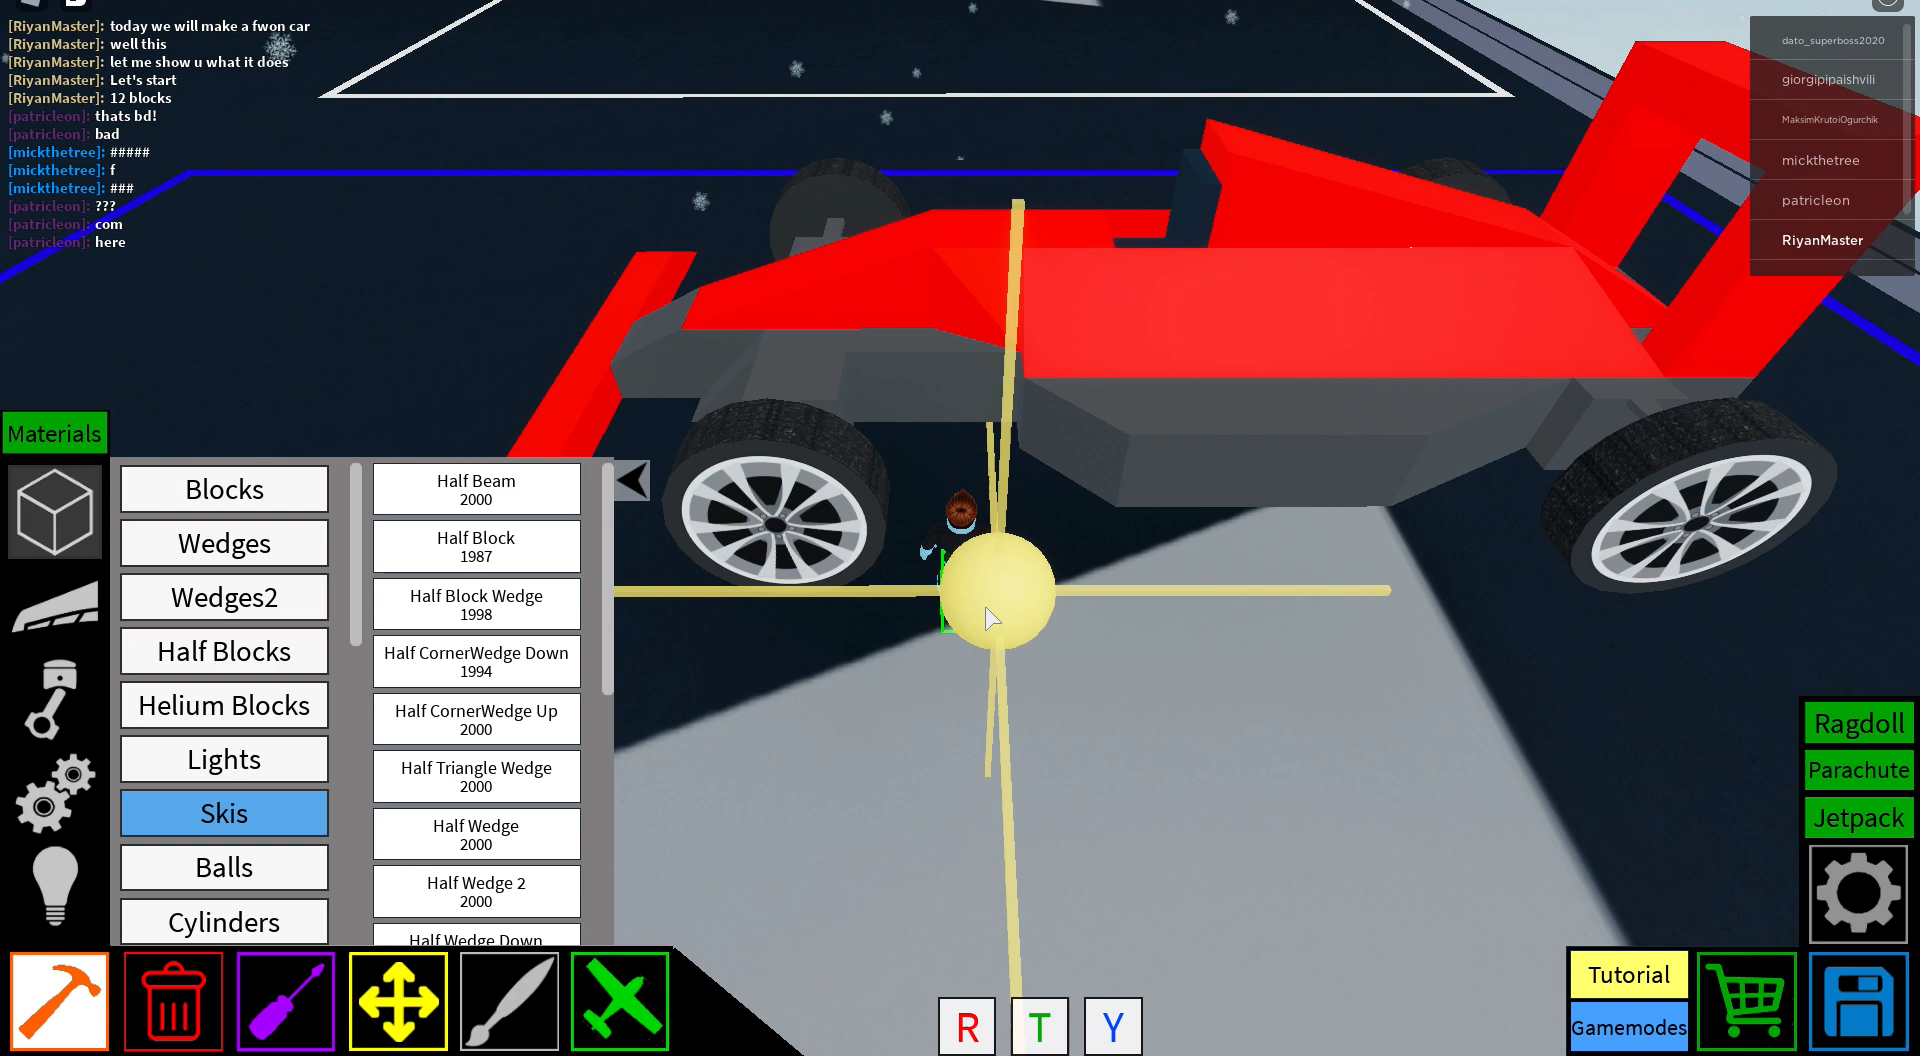 [RiyanMaster]: today we will make a fwon car
[RiyanMaster]: well this
[RiyanMaster]: let me show u what it does
[RiyanMaster]: Let's start
[RiyanMaster]: 12 blocks
[patricleon]: thats bd!
[patricleon]: bad
[mickthetree]: #####
[mickthetree]: f
[mickthetree]: ###
[patricleon]: ???
[patricleon]: com
[patricleon]: here
dato_superboss2020
giorgipipaishvili
MaksimKrutoiOgurchik
mickthetree
patricleon
RiyanMaster
Materials
Blocks
Wedges
Wedges2
Half Blocks
Helium Blocks
Lights
Skis
Balls
Cylinders
Half Beam
2000
Half Block
1987
Half Block Wedge
1998
Half CornerWedge Down
1994
Half CornerWedge Up
2000
Half Triangle Wedge
2000
Half Wedge
2000
Half Wedge 2
2000
Half Wedge Down
Ragdoll
Parachute
Jetpack
Tutorial
Gamemodes
R T Y